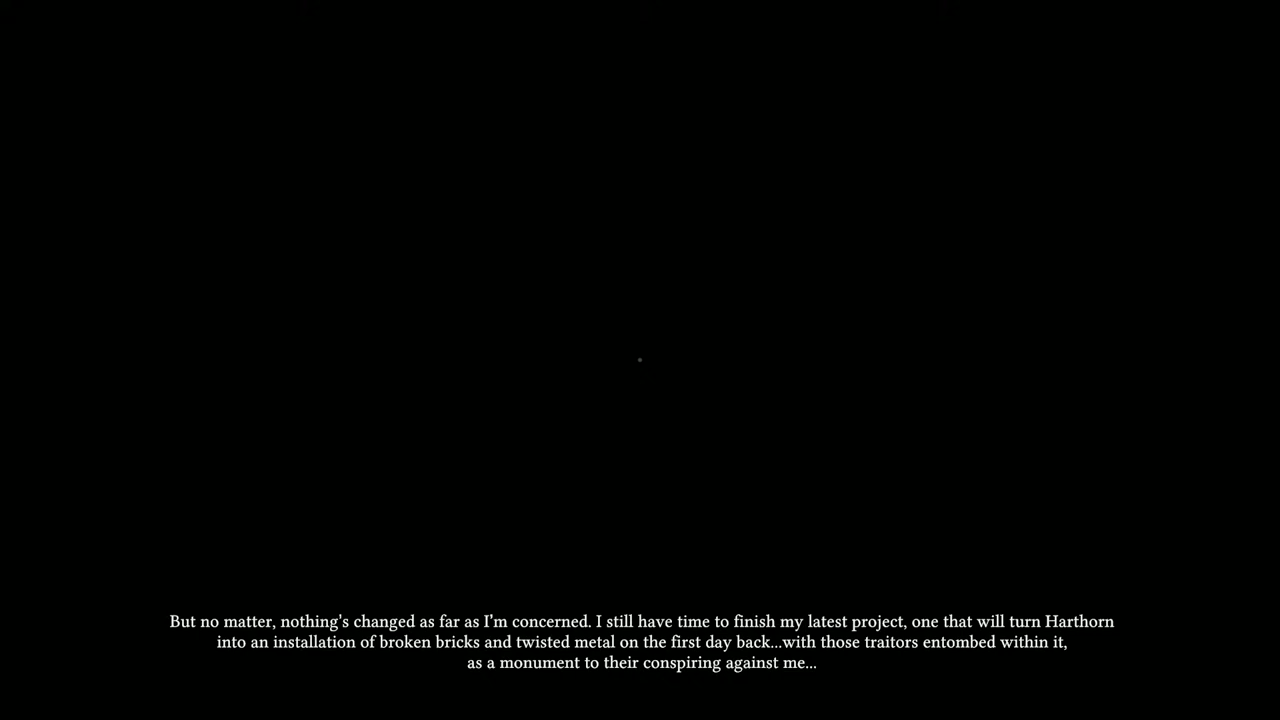 But no matter, nothing's changed as far as I'm concerned. I still have time to finish my latest project, one that will turn Harthorn
into an installation of broken bricks and twisted metal on the first day back...with those traitors entombed within it,
as a monument to their conspiring against me...